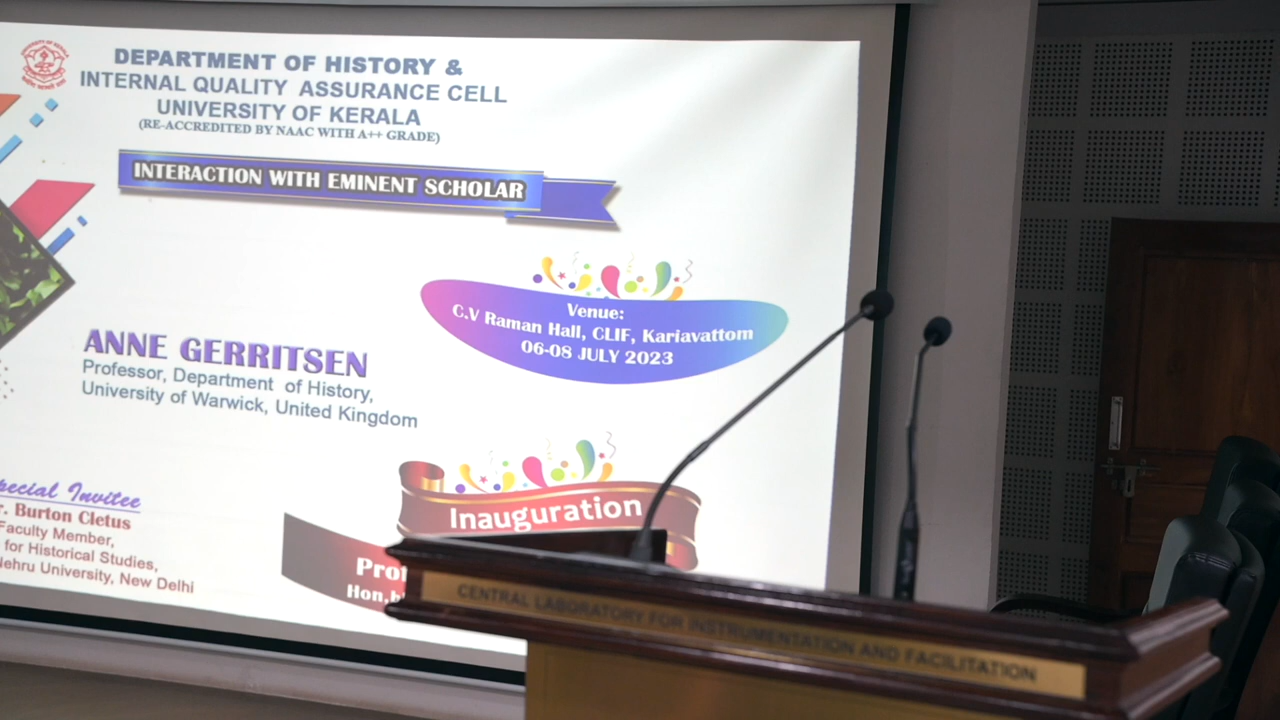 DEPARTMENT OF HISTORY &
INTERNAL QUALITY ASSURANCE CELL
UNIVERSITY OF KERALA
(RE-ACCREDITED BY NAAC WITH A++ GRADE)
INTERACTION WITH EMINENT SCHOLAR
Venue:
C.V Raman Hall, CLIF, Kariavattom
06-08 JULY 2023
ANNE GERRITSEN
Professor, Department of History,
University of Warwick, United Kingdom
Inauguration
pecial Invitee
r. Burton Cletus
Faculty Member,
for Historical Studies,
Nehru University, New Delhi
CENTRAL LABORATORY FOR INSTRUMENTATION AND FACILITATION